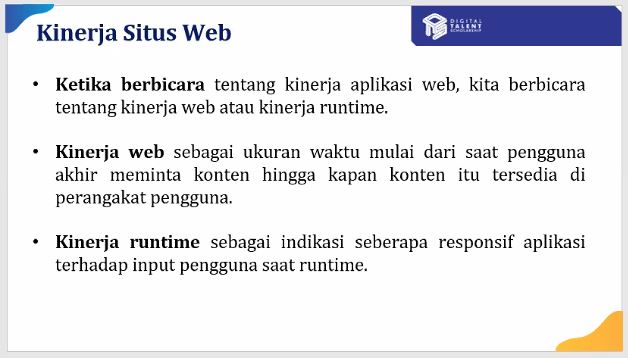 Kinerja Situs Web
DIGITAL
TALENT
SCHOLARSHIP
• Ketika berbicara tentang kinerja aplikasi web, kita berbicara
tentang kinerja web atau kinerja runtime.
• Kinerja web sebagai ukuran waktu mulai dari saat pengguna
akhir meminta konten hingga kapan konten itu tersedia di
perangakat pengguna.
• Kinerja runtime sebagai indikasi seberapa responsif aplikasi
terhadap input pengguna saat runtime.